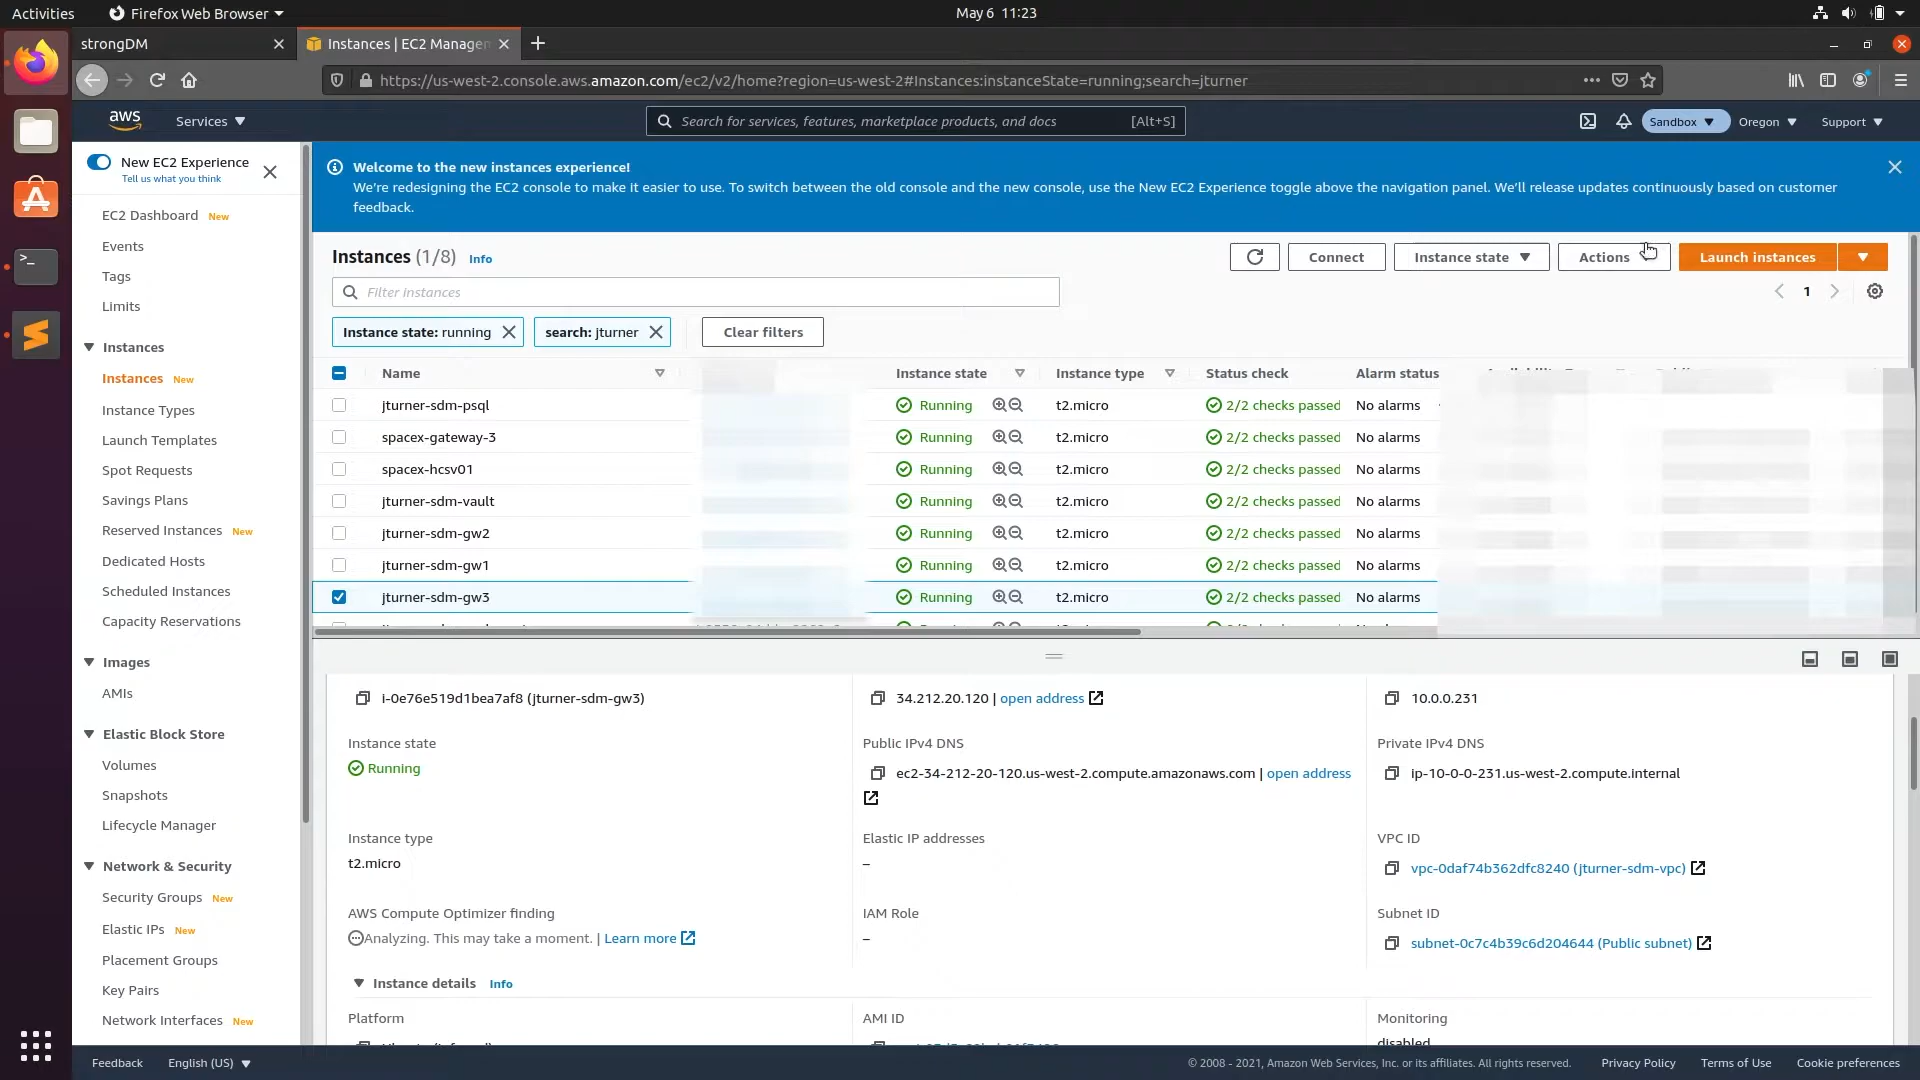 Activities
Firefox Web Browser
May 6 11:23
strongDM
Instances | EC2 Managen
https://us-west-2.console.aws.amazon.com/ec2/v2/home?region=us-west-2#Instances:instanceState=running;search=jturner
aws
Services
Search for services, features, marketplace products, and docs
[Alt+S]
Sandbox
Oregon
Support
New EC2 Experience
Tell us what you think
EC2 Dashboard New
Events
Tags
Limits
Instances
Instances New
Instance Types
Launch Templates
Spot Requests
Savings Plans
Reserved Instances New
Dedicated Hosts
Scheduled Instances
Capacity Reservations
Images
AMIs
Elastic Block Store
Volumes
Snapshots
Lifecycle Manager
Network & Security
Security Groups New
Elastic IPs New
Placement Groups
Key Pairs
Network Interfaces New
Welcome to the new instances experience!
We're redesigning the EC2 console to make it easier to use. To switch between the old console and the new console, use the New EC2 Experience toggle above the navigation panel. We'll release updates continuously based on customer
feedback.
Instances (1/8) Info
Connect
Instance state
Actions
Launch instances
Filter instances
1
Instance state: running
search: jturner
Clear filters
Name Instance state Instance type Status check Alarm status
jturner-sdm-psql Running t2.micro 2/2 checks passed No alarms
spacex-gateway-3 Running t2.micro 2/2 checks passed No alarms
spacex-hcsv01 Running t2.micro 2/2 checks passed No alarms
jturner-sdm-vault Running t2.micro 2/2 checks passed No alarms
jturner-sdm-gw2 Running t2.micro 2/2 checks passed No alarms
jturner-sdm-gw1 Running t2.micro 2/2 checks passed No alarms
jturner-sdm-gw3 Running t2.micro 2/2 checks passed No alarms
i-0e76e519d1bea7af8 (jturner-sdm-gw3)
34.212.20.120 | open address
10.0.0.231
Instance state
Running
Public IPv4 DNS
ec2-34-212-20-120.us-west-2.compute.amazonaws.com | open address
Private IPv4 DNS
ip-10-0-0-231.us-west-2.compute.internal
Instance type
t2.micro
Elastic IP addresses
–
VPC ID
vpc-0daf74b362dfc8240 (jturner-sdm-vpc)
AWS Compute Optimizer finding
Analyzing. This may take a moment. | Learn more
IAM Role
–
Subnet ID
subnet-0c7c4b39c6d204644 (Public subnet)
Instance details Info
Platform
AMI ID
Monitoring
disabled
Feedback
English (US)
© 2008 - 2021, Amazon Web Services, Inc. or its affiliates. All rights reserved.
Privacy Policy
Terms of Use
Cookie preferences